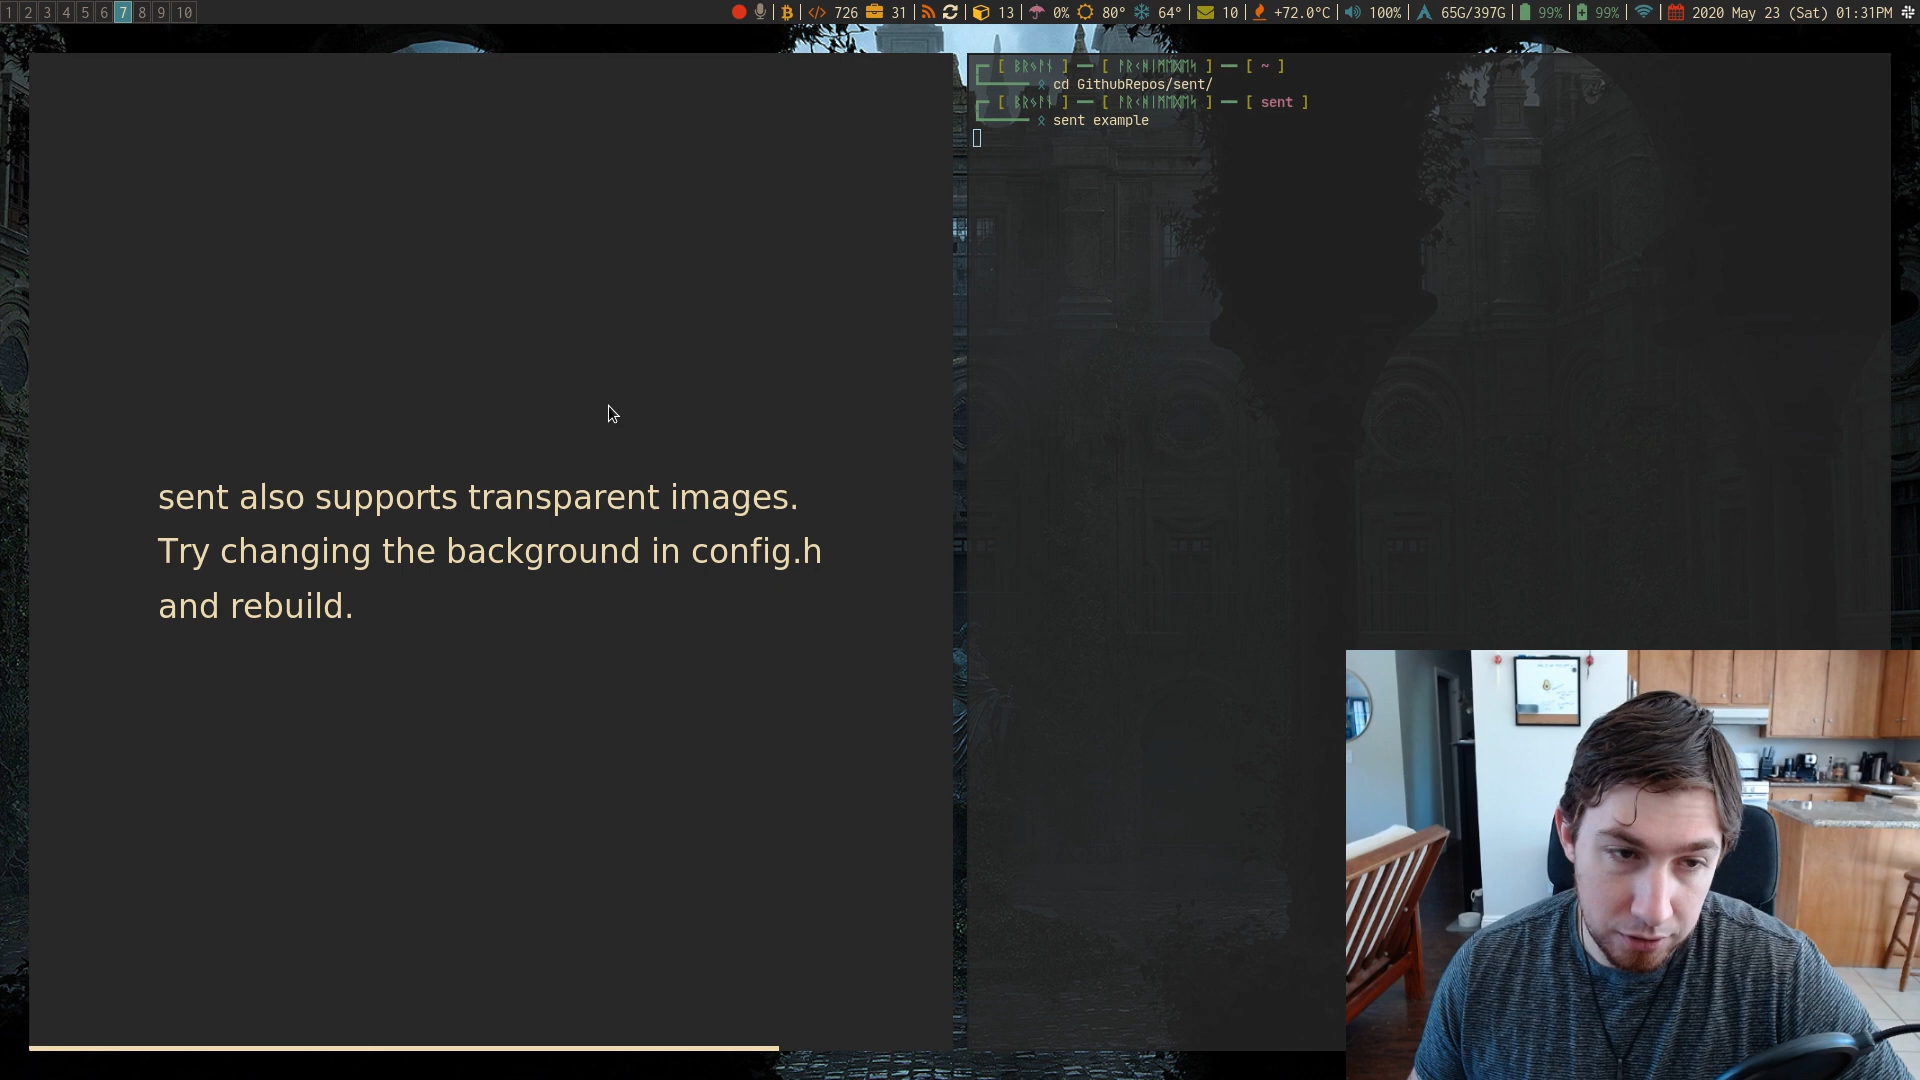 1 2 3 4 5 6 7 8 9 10
726 31 13 0% 80° 64° 10 +72.0°C 100% 65G/397G 99% 99% 2020 May 23 (Sat) 01:31PM
sent also supports transparent images.
Try changing the background in config.h
and rebuild.
[ ~ ]
cd GithubRepos/sent/
[ sent ]
sent example